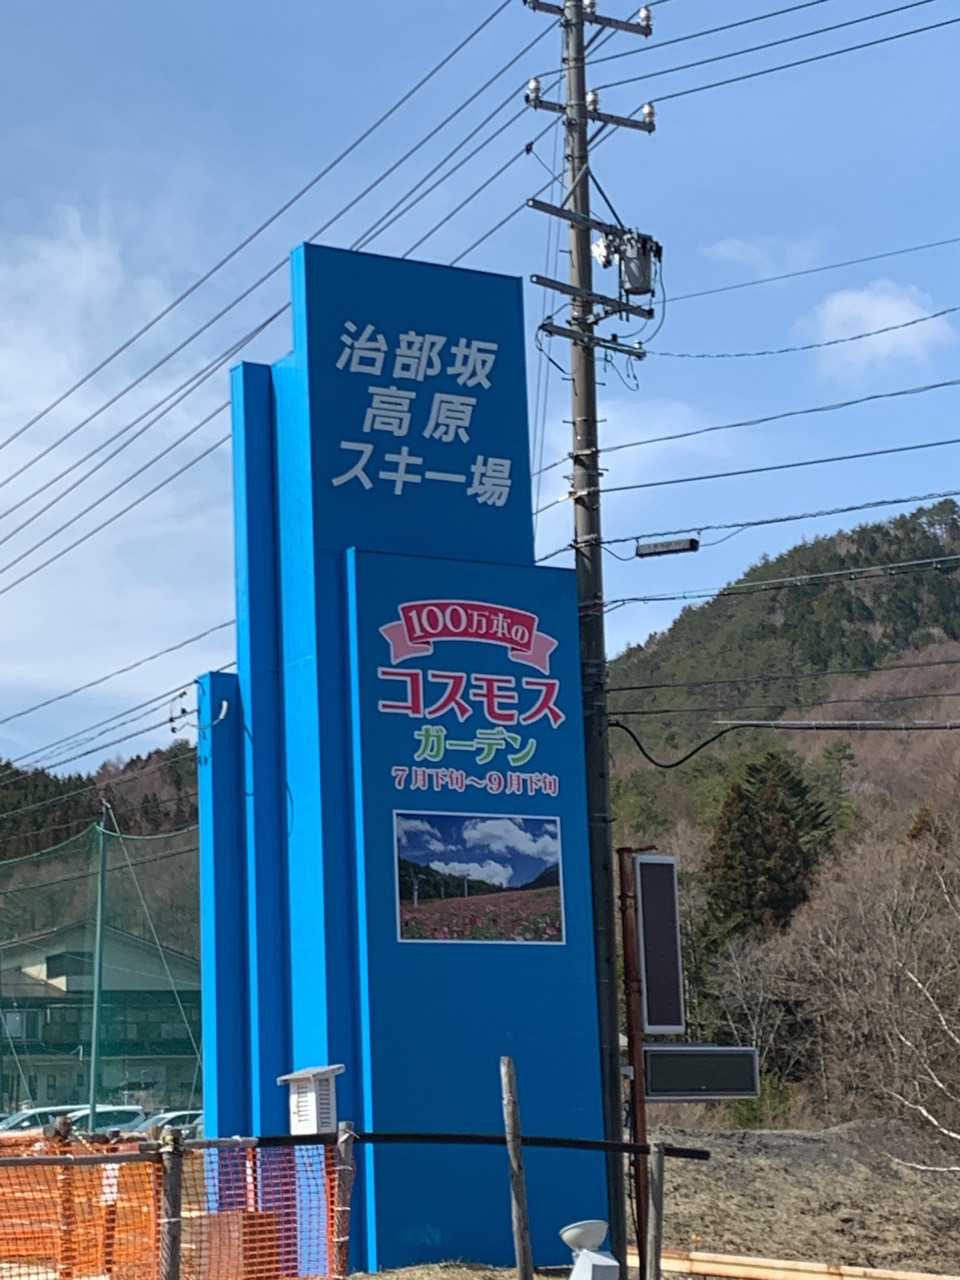 治部坂
高原
スキー場
100万本の
コスモス
ガーデン
7月下旬～9月下旬